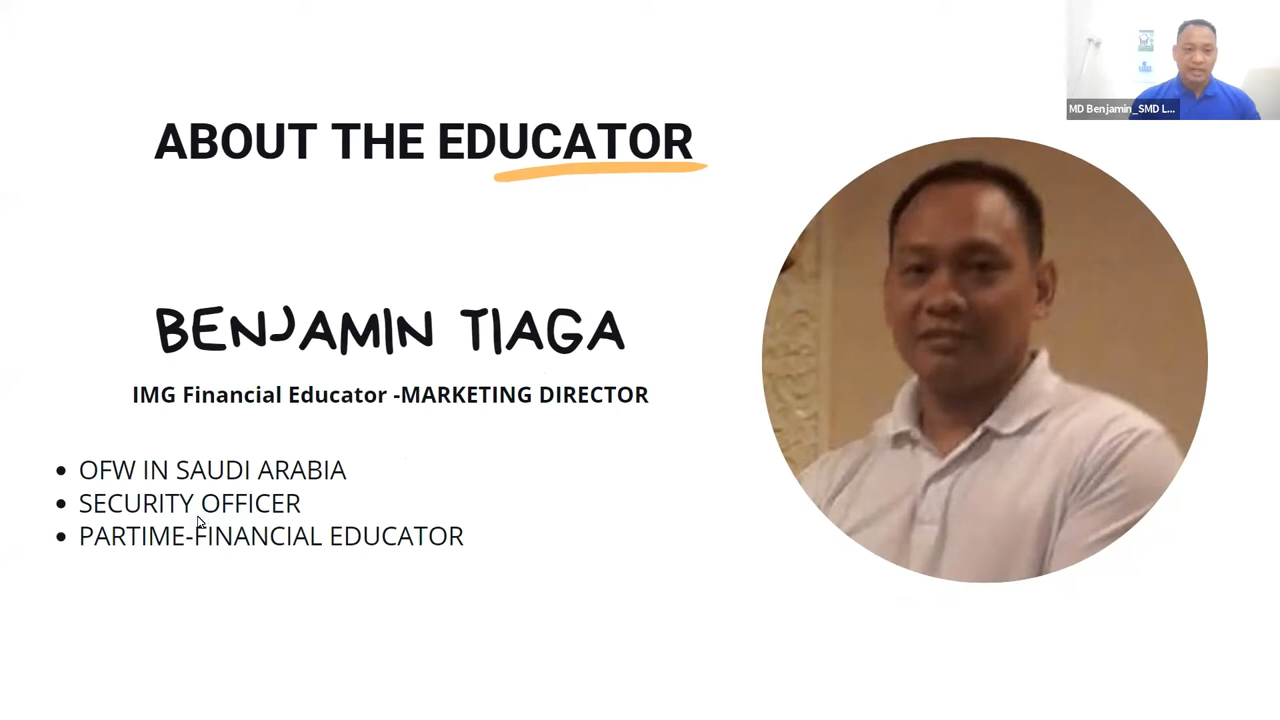 MD Benjamin_SMD L...
ABOUT THE EDUCATOR
BENJAMIN TIAGA
IMG Financial Educator -MARKETING DIRECTOR
• OFW IN SAUDI ARABIA
• SECURITY OFFICER
• PARTIME-FINANCIAL EDUCATOR